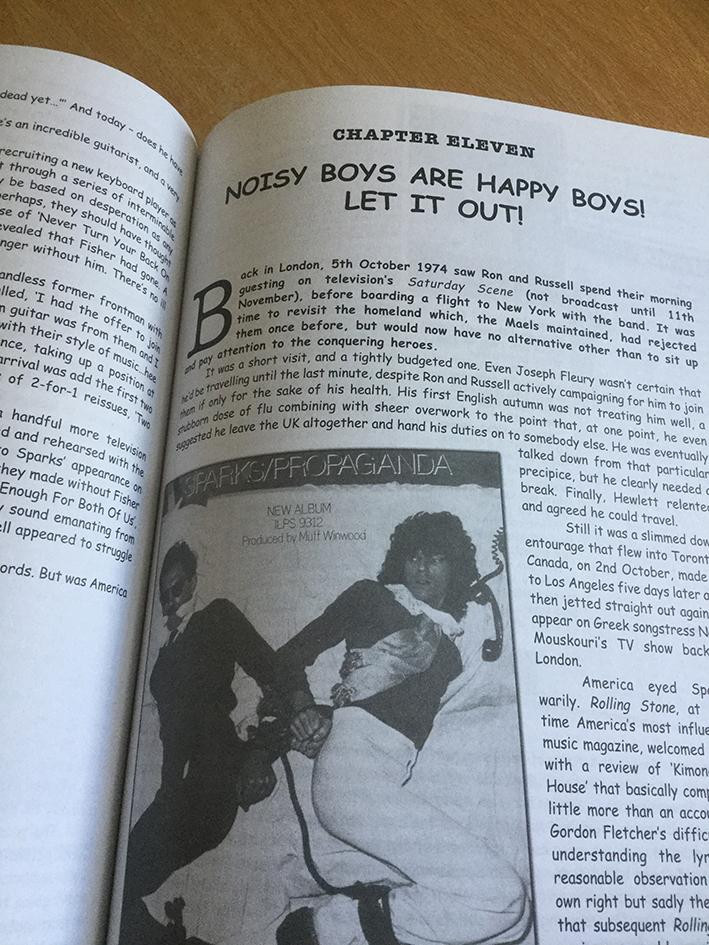 dead yet…'" And today – does he have
's an incredible guitarist, and a very
recruiting a new keyboard player as
t through a series of interminable
y be based on desperation as any
erhaps, they should have thought
se of 'Never Turn Your Back On
evealed that Fisher had gone. A
nger without him. There's no ill
andless former frontman with
lled, 'I had the offer to join
n guitar was from them and I
with their style of music…hee
nce, taking up a position at
arrival was add the first two
of 2-for-1 reissues, 'Two
handful more television
d and rehearsed with the
to Sparks' appearance on
they made without Fisher
Enough For Both Of Us',
y sound emanating from
ell appeared to struggle
ords. But was America
CHAPTER ELEVEN
NOISY BOYS ARE HAPPY BOYS!
LET IT OUT!
Back in London, 5th October 1974 saw Ron and Russell spend their morning
guesting on television's Saturday Scene (not broadcast until 11th
November), before boarding a flight to New York with the band. It was
time to revisit the homeland which, the Maels maintained, had rejected
them once before, but would now have no alternative other than to sit up
and pay attention to the conquering heroes.
It was a short visit, and a tightly budgeted one. Even Joseph Fleury wasn't certain that
he'd be travelling until the last minute, despite Ron and Russell actively campaigning for him to join
them if only for the sake of his health. His first English autumn was not treating him well, a
stubborn dose of flu combining with sheer overwork to the point that, at one point, he even
suggested he leave the UK altogether and hand his duties on to somebody else. He was eventually
talked down from that particular
precipice, but he clearly needed a
break. Finally, Hewlett relented
and agreed he could travel.
Still it was a slimmed dow
entourage that flew into Toront
Canada, on 2nd October, made
to Los Angeles five days later a
then jetted straight out again
appear on Greek songstress N
Mouskouri's TV show back
London.
America eyed Spa
warily. Rolling Stone, at
time America's most influe
music magazine, welcomed
with a review of 'Kimon
House' that basically comp
little more than an accou
Gordon Fletcher's diffic
understanding the lyr
reasonable observation
own right but sadly the
that subsequent Rolling
SPARKS/PROPAGANDA
NEW ALBUM
ILPS 9312
Produced by Muff Winwood